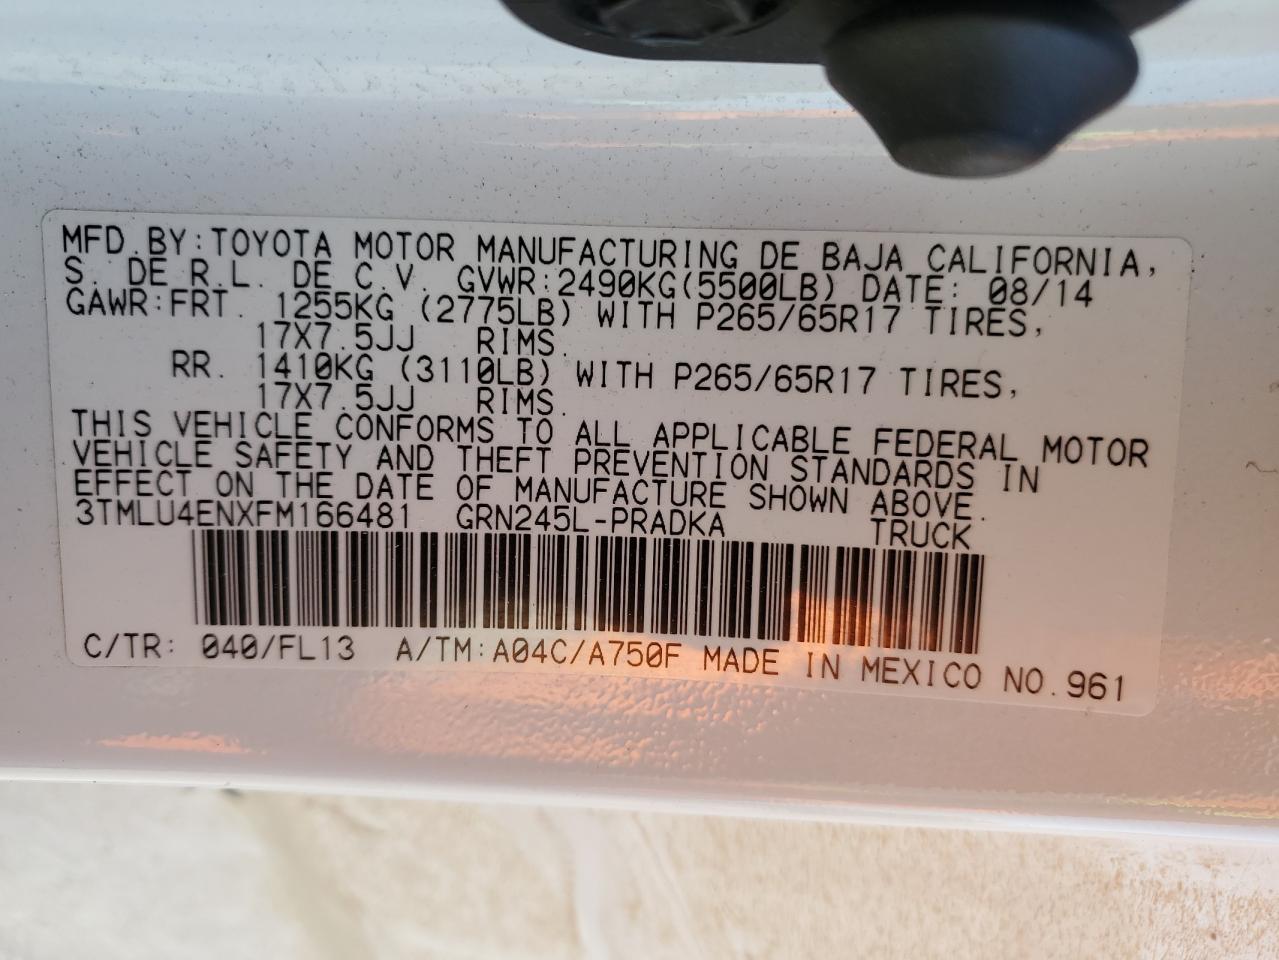 MFD.BY:TOYOTA MOTOR MANUFACTURING DE BAJA CALIFORNIA,
S. DE R.L. DE C.V. GVWR:2490KG(5500LB) DATE: 08/14
GAWR:FRT. 1255KG (2775LB) WITH P265/65R17 TIRES,
17X7.5JJ RIMS.
RR. 1410KG (3110LB) WITH P265/65R17 TIRES,
17X7.5JJ RIMS.
THIS VEHICLE CONFORMS TO ALL APPLICABLE FEDERAL MOTOR
VEHICLE SAFETY AND THEFT PREVENTION STANDARDS IN
EFFECT ON THE DATE OF MANUFACTURE SHOWN ABOVE.
3TMLU4ENXFM166481 GRN245L-PRADKA TRUCK
C/TR: 040/FL13 A/TM:A04C/A750F MADE IN MEXICO NO.961